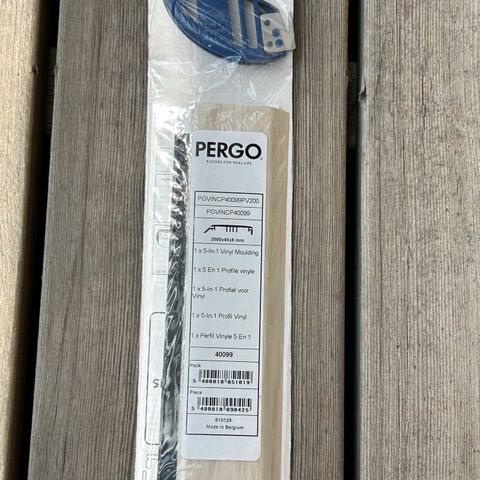 PERGO
FLOORS FOR REAL LIFE
PGVINCP40099PV200
PGVINCP40099
2000x45x8 mm
1 x 5-In-1 Vinyl Moulding
1 x 5 En 1 Profilé vinyle
1 x 5-In-1 Profiel voor
Vinyl
1 x 5-In-1 Profil Vinyl
1 x Perfil Vinyle 5 En 1
40099
Pack
5 400818 851019
Piece
5 400818 090425
S10129
Made in Belgium